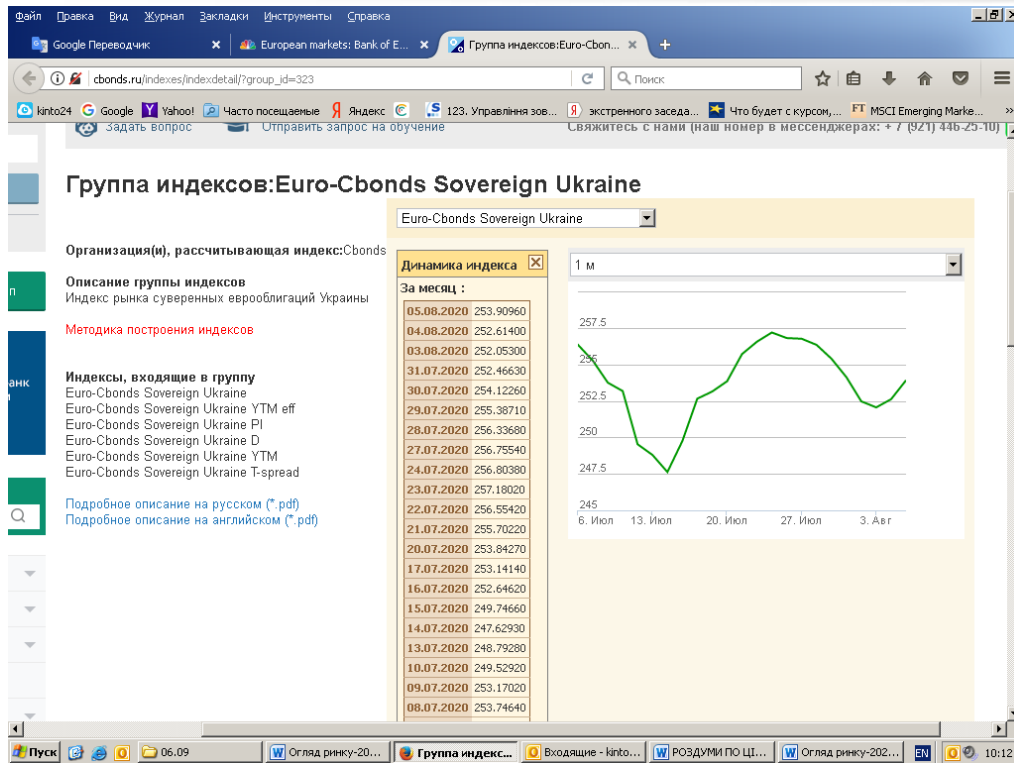 Файл Правка Вид Журнал Закладки Инструменты Справка
Google Переводчик
European markets: Bank of E...
Группа индексов:Euro-Cbon...
cbonds.ru/indexes/indexdetail/?group_id=323
Поиск
kinto24 Google Yahoo! Часто посещаемые Яндекс 123. Управління зов... экстренного заседа... Что будет с курсом,... FT MSCI Emerging Marke...
Задать вопрос Отправить запрос на обучение Свяжитесь с нами (наш номер в мессенджерах: + 7 (921) 446-25-10)
Группа индексов:Euro-Cbonds Sovereign Ukraine
Euro-Cbonds Sovereign Ukraine
Организация(и), рассчитывающая индекс:Cbonds
Описание группы индексов
Индекс рынка суверенных еврооблигаций Украины
Методика построения индексов
Индексы, входящие в группу
Euro-Cbonds Sovereign Ukraine
Euro-Cbonds Sovereign Ukraine YTM eff
Euro-Cbonds Sovereign Ukraine PI
Euro-Cbonds Sovereign Ukraine D
Euro-Cbonds Sovereign Ukraine YTM
Euro-Cbonds Sovereign Ukraine T-spread
Подробное описание на русском (*.pdf)
Подробное описание на английском (*.pdf)
Динамика индекса
За месяц :
05.08.2020 253.90960
04.08.2020 252.61400
03.08.2020 252.05300
31.07.2020 252.46630
30.07.2020 254.12260
29.07.2020 255.38710
28.07.2020 256.33680
27.07.2020 256.75540
24.07.2020 256.80380
23.07.2020 257.18020
22.07.2020 256.55420
21.07.2020 255.70220
20.07.2020 253.84270
17.07.2020 253.14140
16.07.2020 252.64620
15.07.2020 249.74660
14.07.2020 247.62930
13.07.2020 248.79280
10.07.2020 249.52920
09.07.2020 253.17020
08.07.2020 253.74640
1 м
257.5
255
252.5
250
247.5
245
6. Июл 13. Июл 20. Июл 27. Июл 3. Авг
Пуск 06.09 Огляд ринку-20... Группа индекс... Входящие - kinto... РОЗДУМИ ПО ЦІ... Огляд ринку-202... EN 10:12